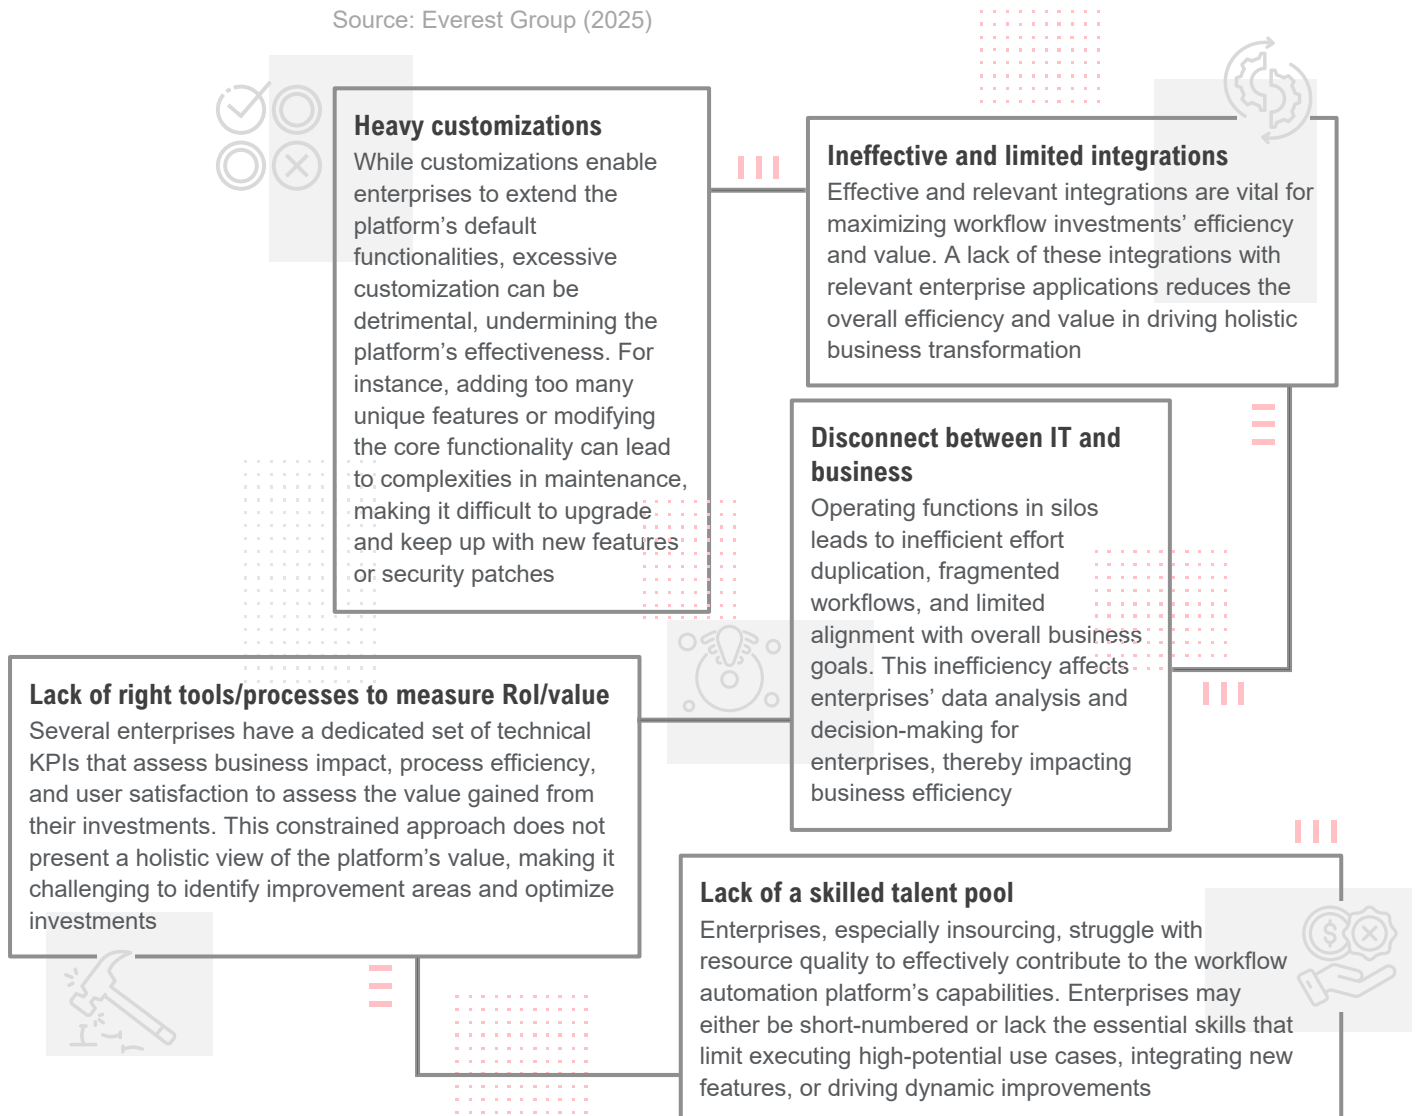 Source: Everest Group (2025)
Heavy customizations
While customizations enable
enterprises to extend the
platform’s default
functionalities, excessive
customization can be
detrimental, undermining the
platform’s effectiveness. For
instance, adding too many
unique features or modifying
the core functionality can lead
to complexities in maintenance,
making it difficult to upgrade
and keep up with new features
or security patches
Ineffective and limited integrations
Effective and relevant integrations are vital for
maximizing workflow investments’ efficiency
and value. A lack of these integrations with
relevant enterprise applications reduces the
overall efficiency and value in driving holistic
business transformation
Disconnect between IT and
business
Operating functions in silos
leads to inefficient effort
duplication, fragmented
workflows, and limited
alignment with overall business
goals. This inefficiency affects
enterprises’ data analysis and
decision-making for
enterprises, thereby impacting
business efficiency
Lack of right tools/processes to measure RoI/value
Several enterprises have a dedicated set of technical
KPIs that assess business impact, process efficiency,
and user satisfaction to assess the value gained from
their investments. This constrained approach does not
present a holistic view of the platform’s value, making it
challenging to identify improvement areas and optimize
investments
Lack of a skilled talent pool
Enterprises, especially insourcing, struggle with
resource quality to effectively contribute to the workflow
automation platform’s capabilities. Enterprises may
either be short-numbered or lack the essential skills that
limit executing high-potential use cases, integrating new
features, or driving dynamic improvements